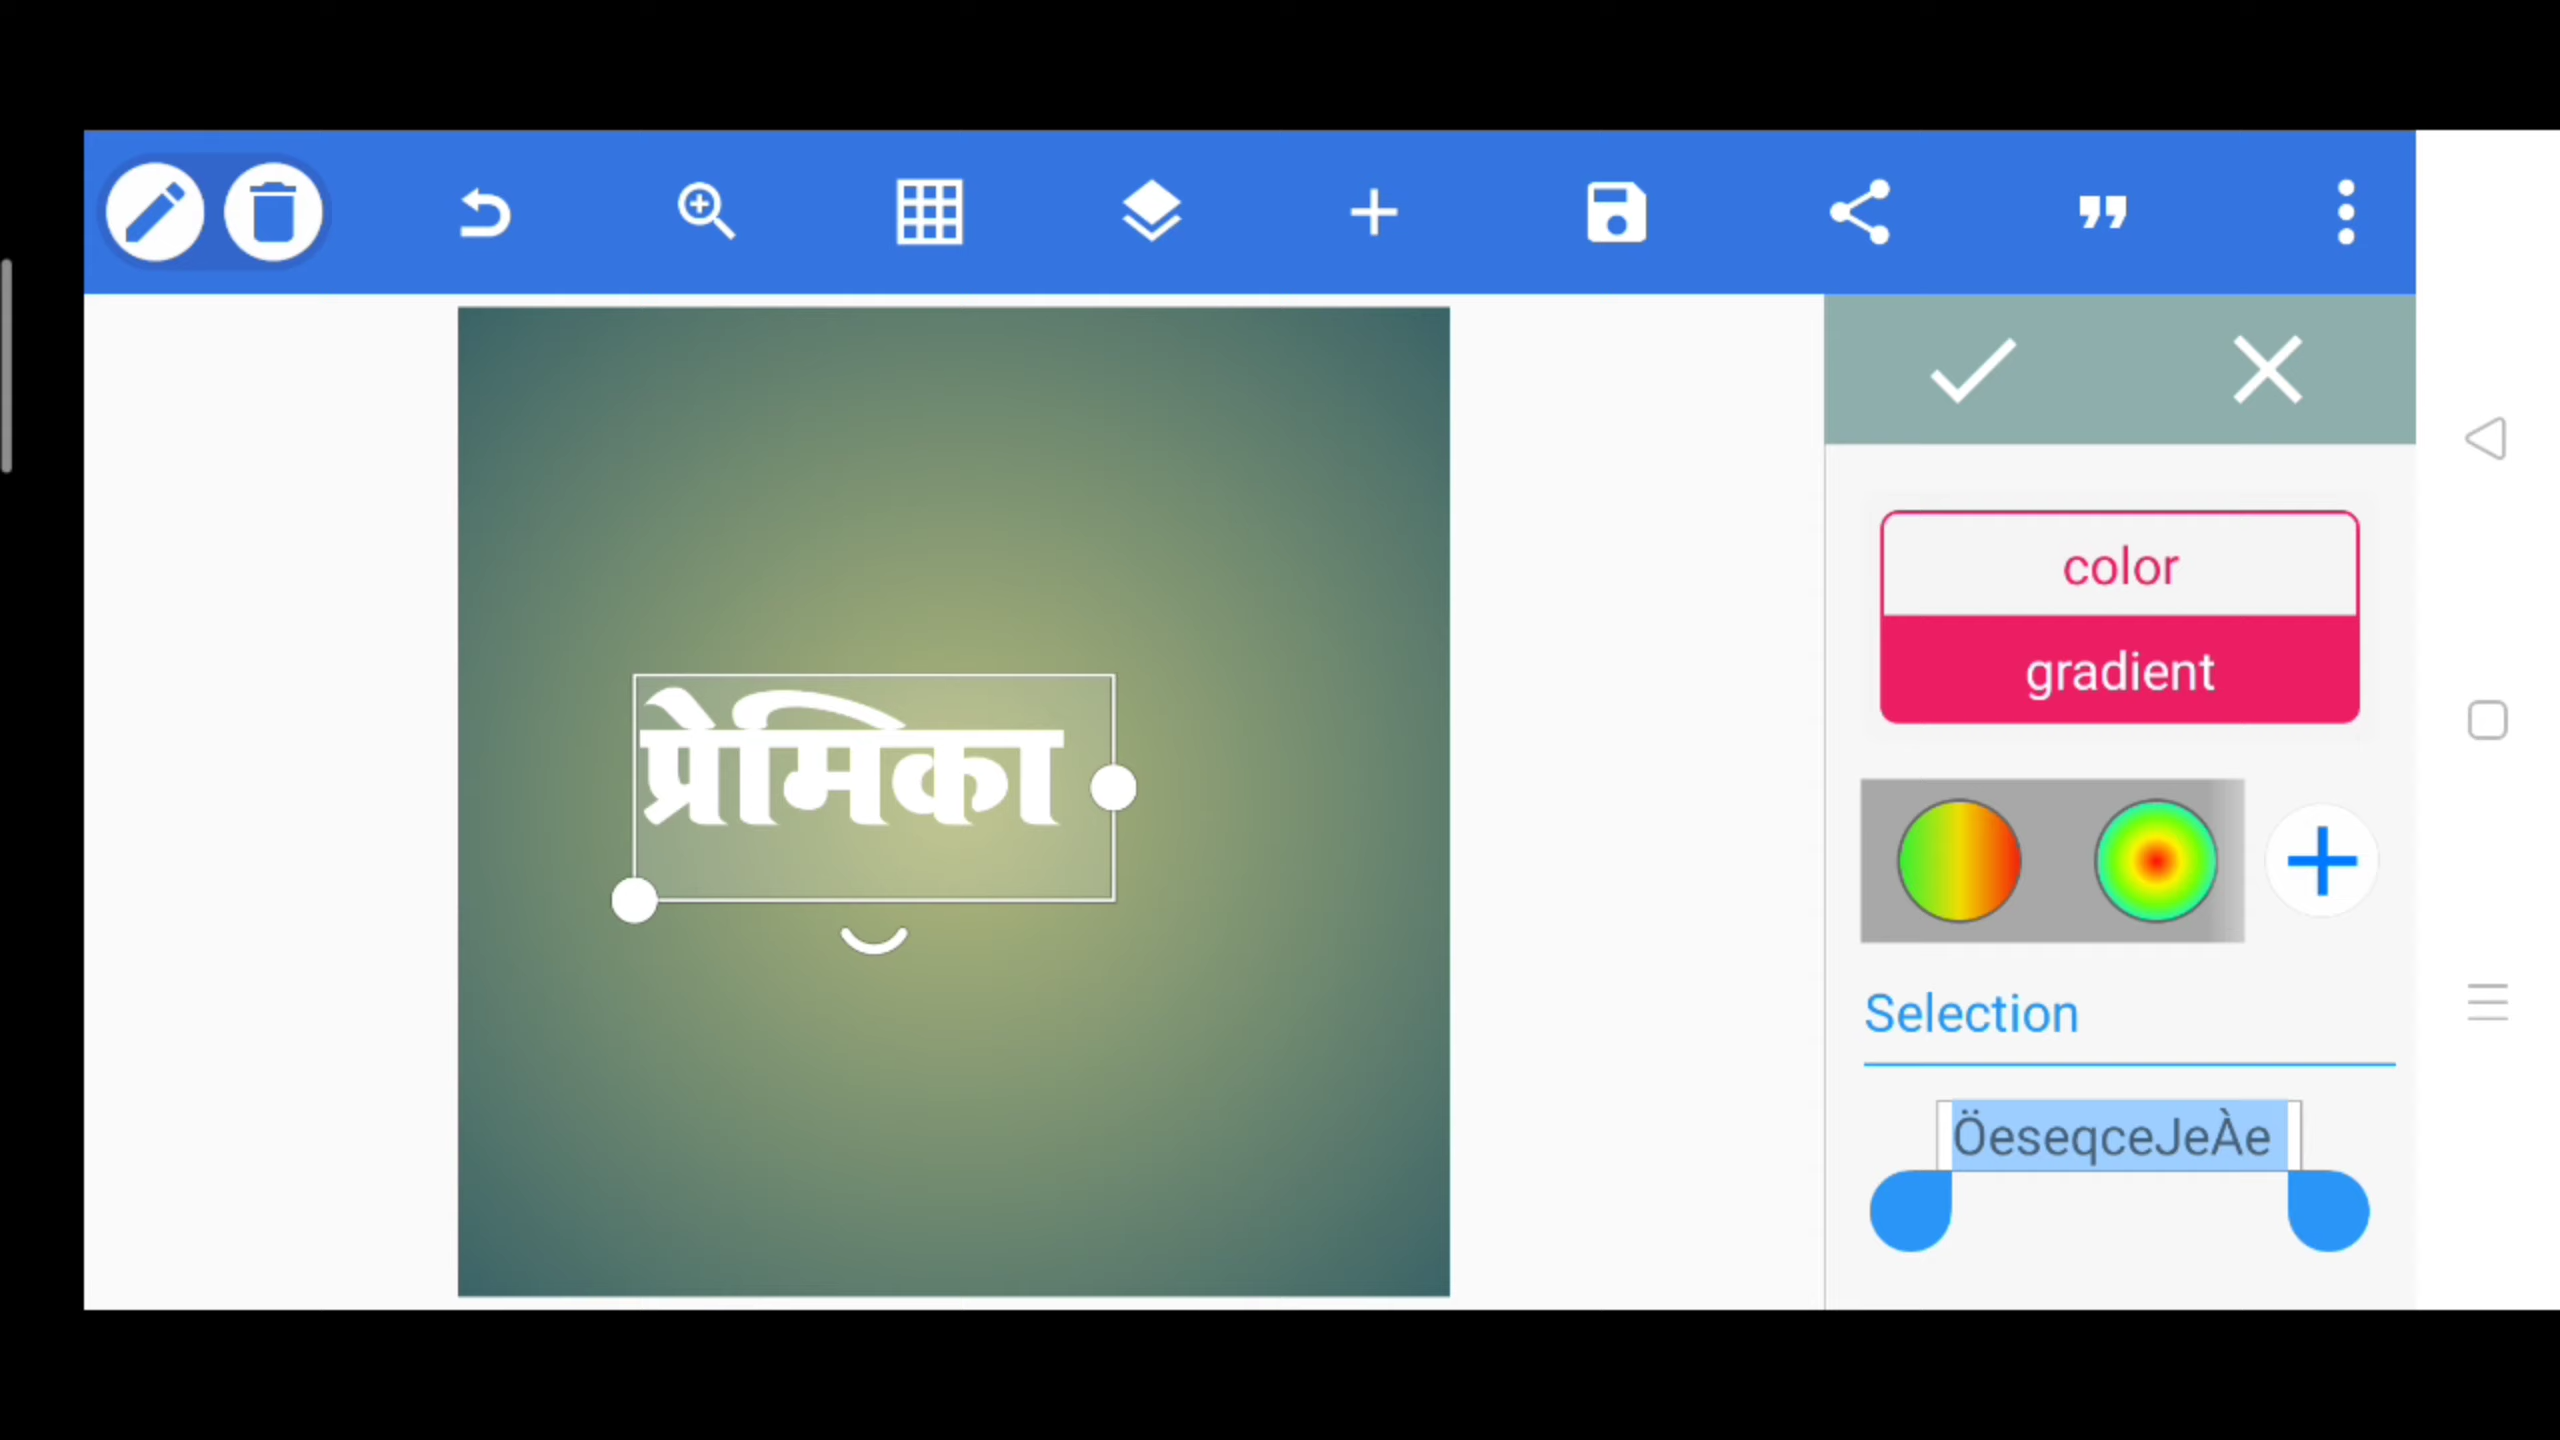 प्रेमिका
color
gradient
Selection
ÖeseqceJeÀe